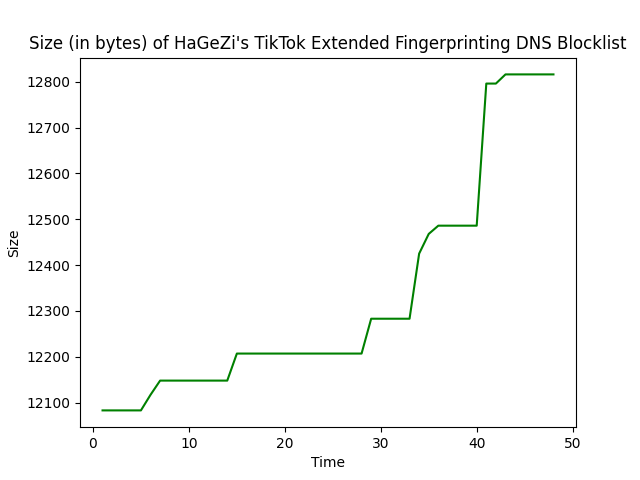 Size (in bytes) of HaGeZi's TikTok Extended Fingerprinting DNS Blocklist
12800
12700
12600
12500
12400
12300
12200
12100
Size
0 10 20 30 40 50
Time